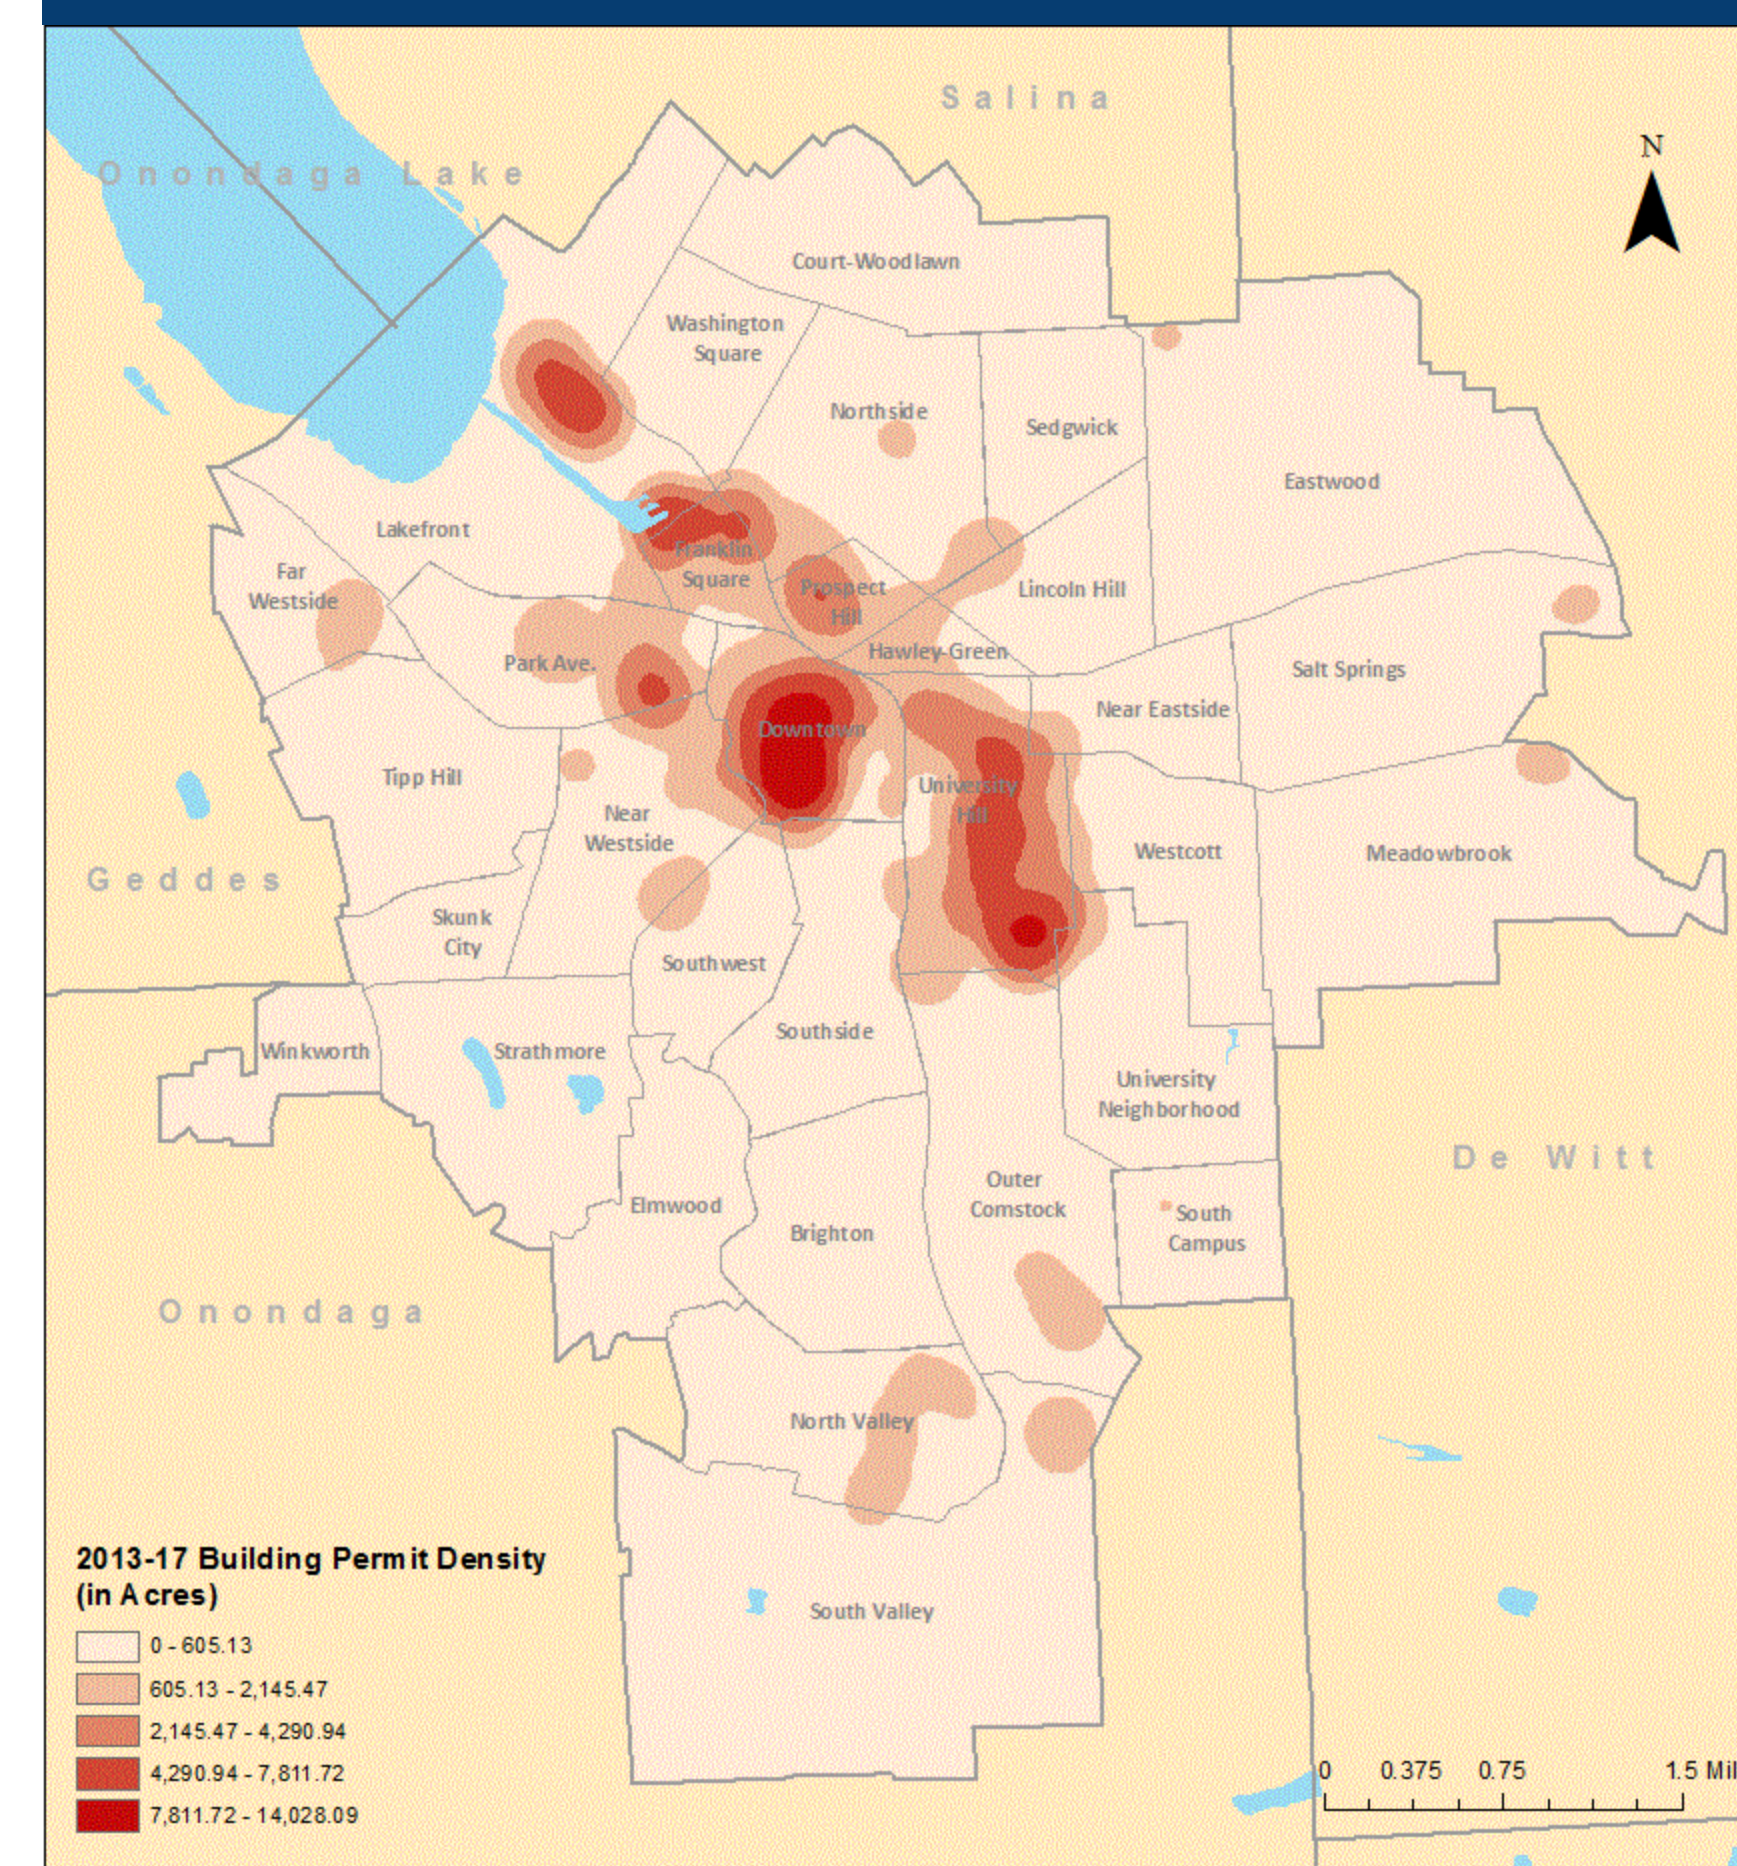 Salina
N
Onondaga Lake
Court-Woodlawn
Washington
Square
Northside
Sedgwick
Eastwood
Lakefront
Franklin
Square
Far
Westside
Prospect
Hill
Lincoln Hill
Hawley-Green
Park Ave.
Salt Springs
Near Eastside
Downtown
Tipp Hill
University
Hill
Near
Westside
Westcott
Meadowbrook
Geddes
Skunk
City
Southwest
Southside
Winkworth
Strathmore
University
Neighborhood
De Witt
Outer
Comstock
Elmwood
South
Campus
Brighton
Onondaga
North Valley
2013-17 Building Permit Density
(in Acres)
South Valley
0 - 605.13
605.13 - 2,145.47
2,145.47 - 4,290.94
4,290.94 - 7,811.72
7,811.72 - 14,028.09
0 0.375 0.75 1.5 Mil